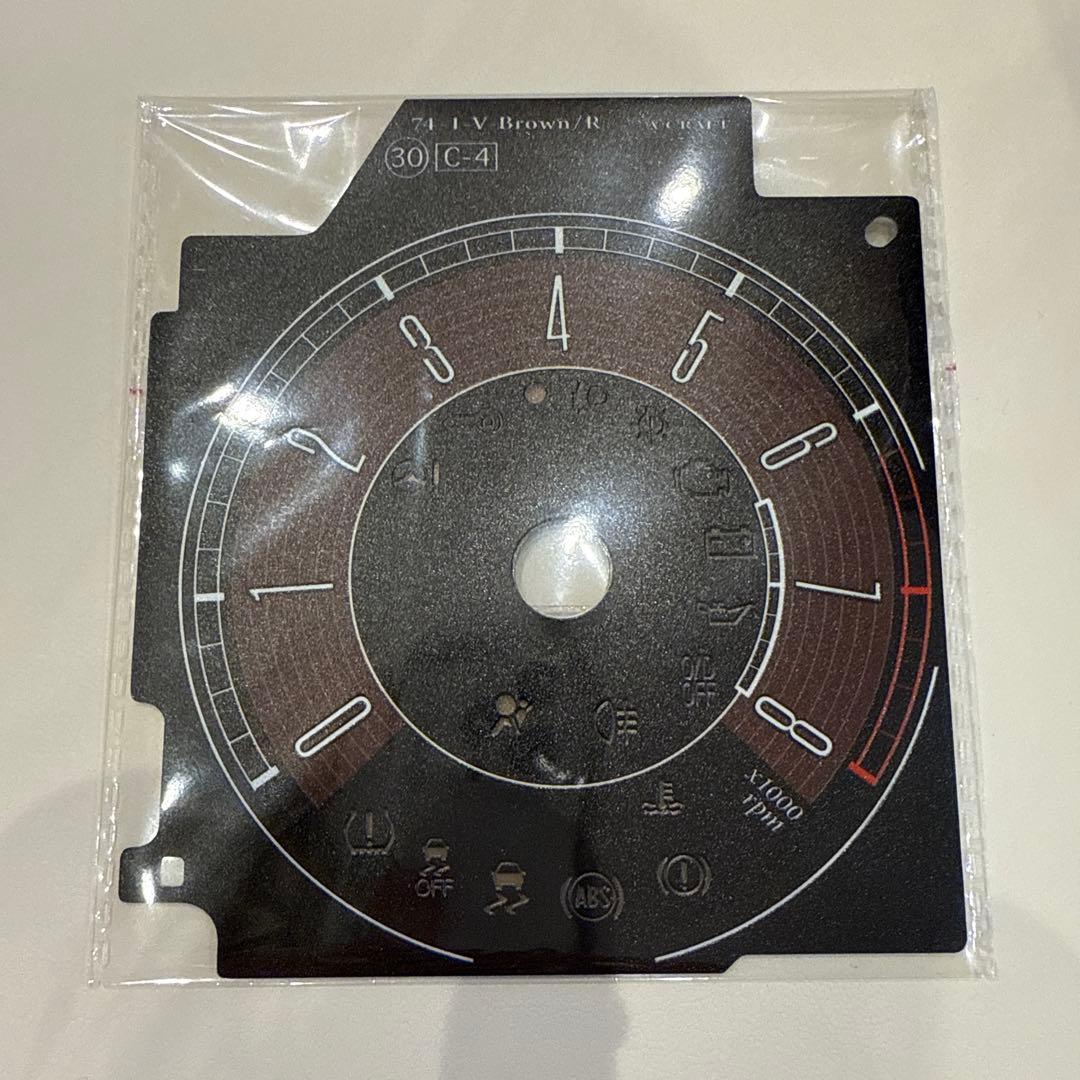 74 1-V Brown/R A'CRAFT
30 C-4
4
3 5
2 6
1 7
0 8
O/D
OFF
x1000
rpm
OFF
ABS